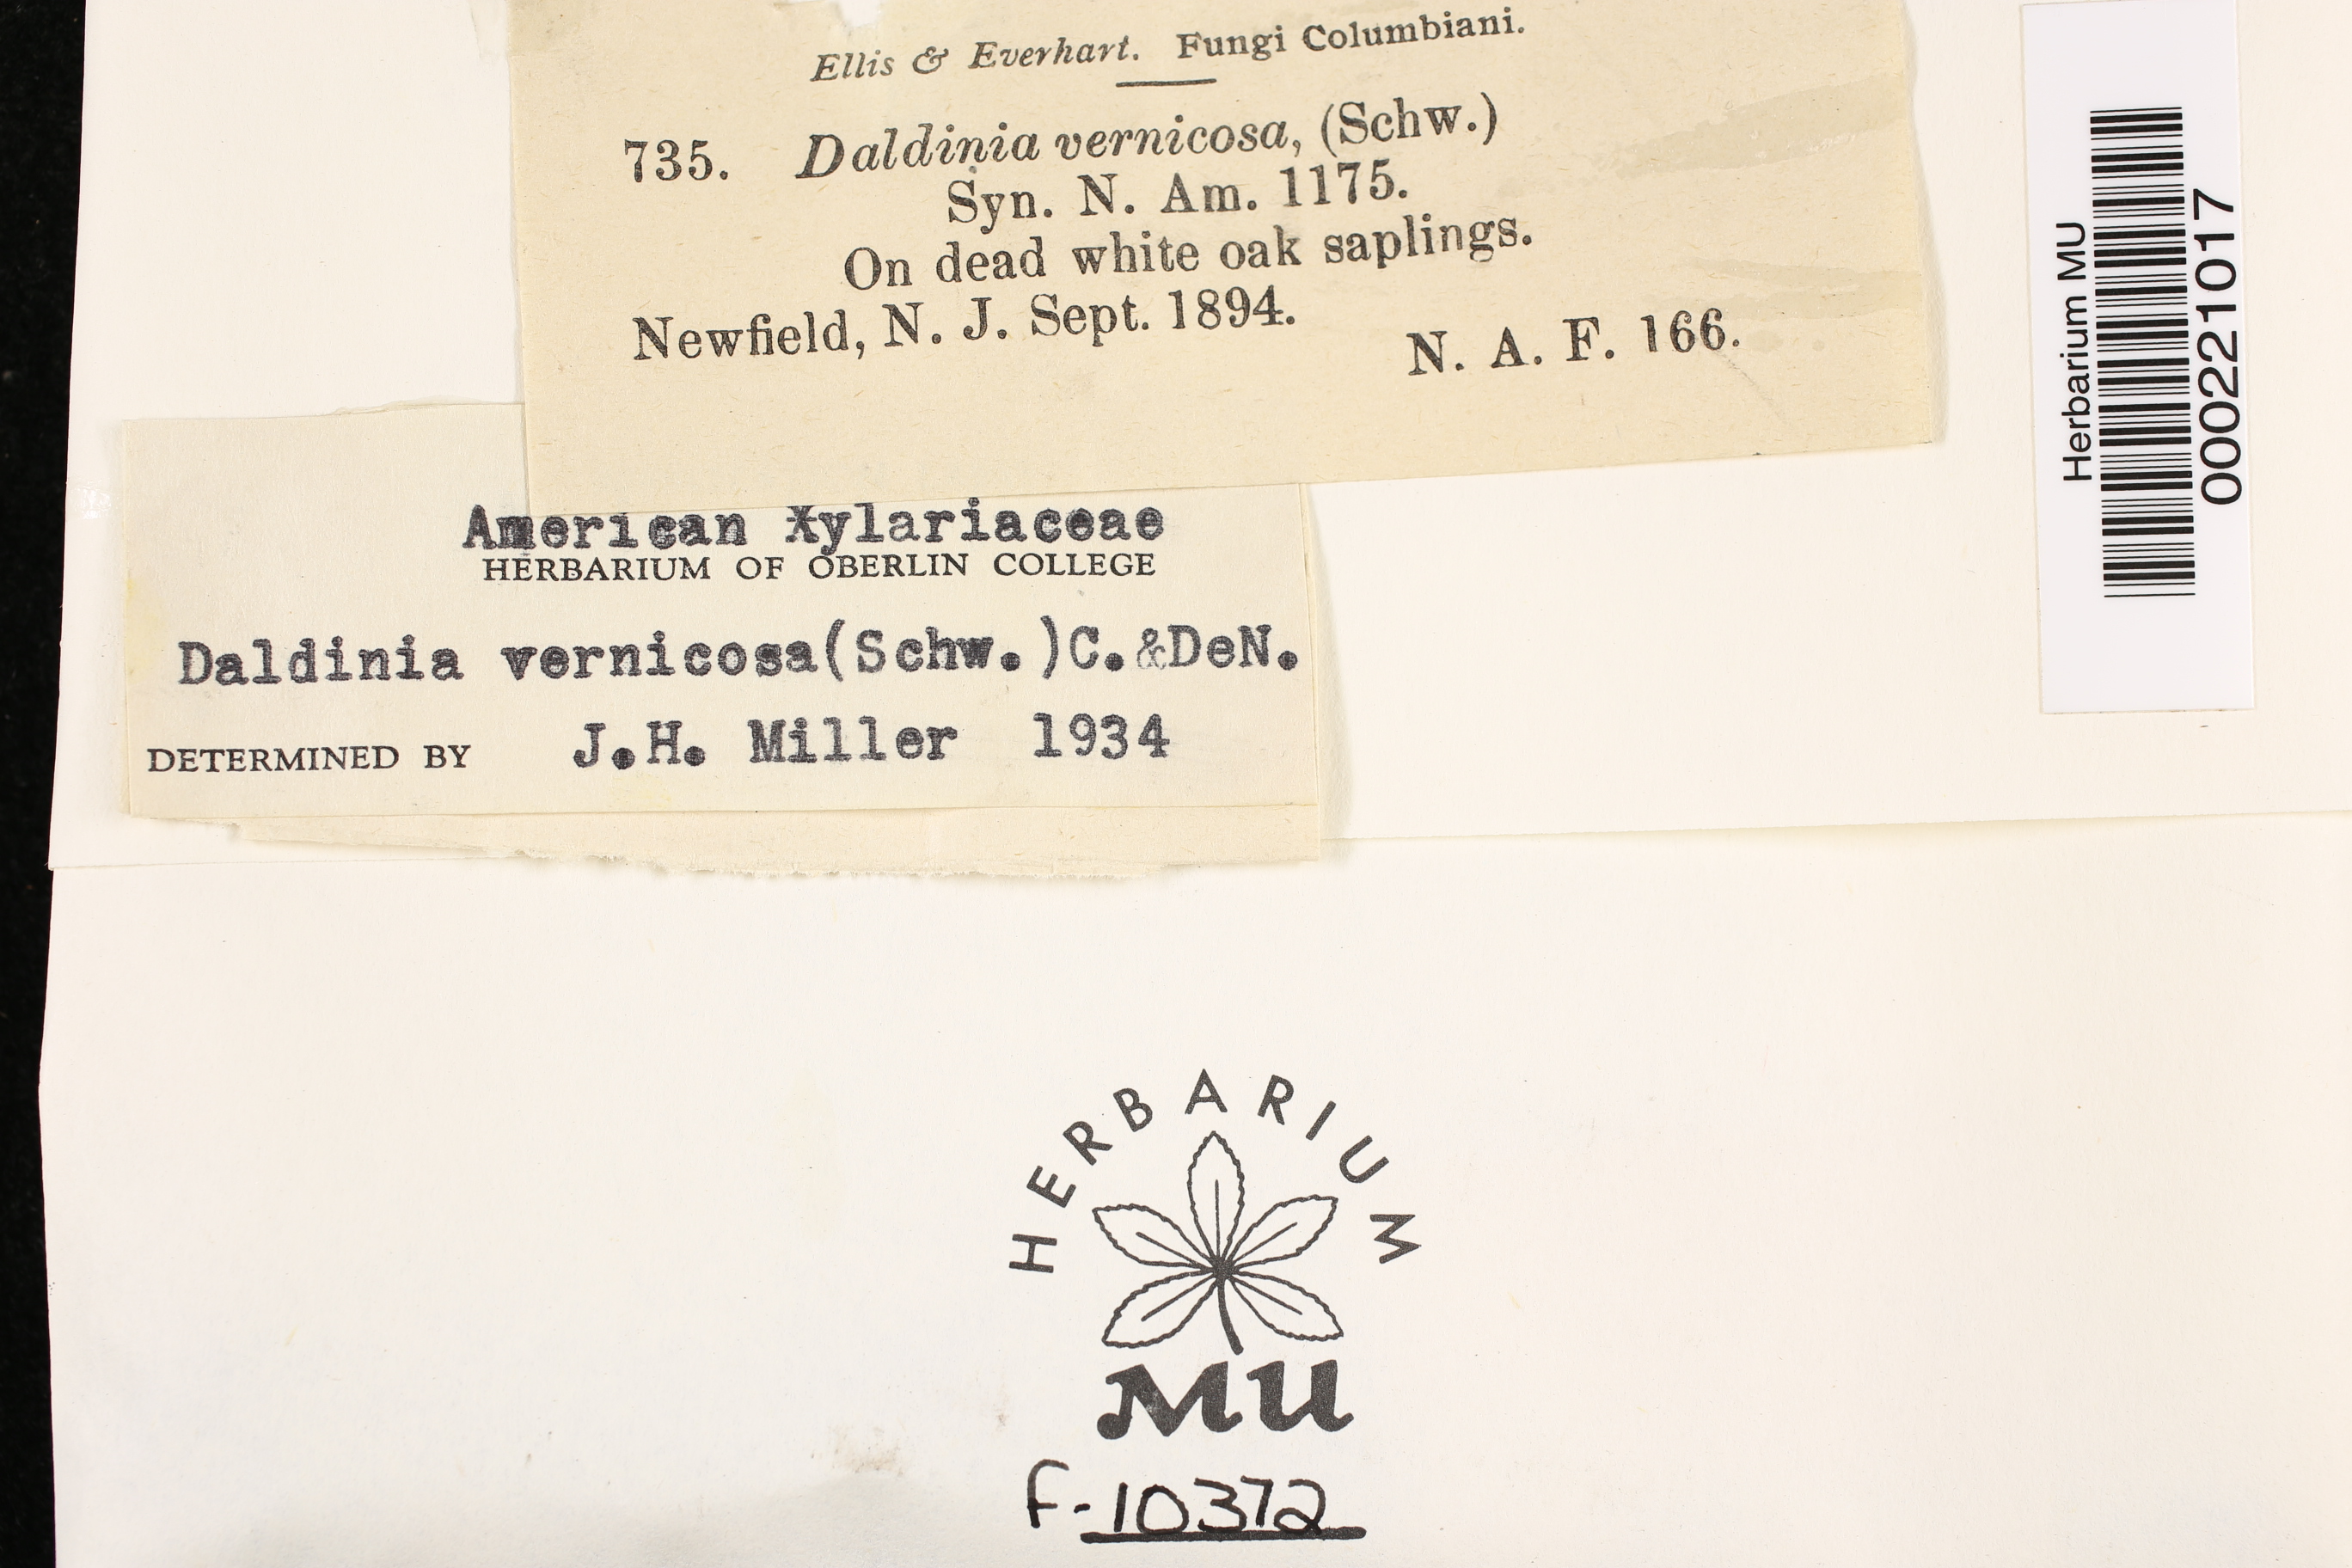 Ellis & Everhart. Fungi Columbiani.
735. Daldinia vernicosa, (Schw.)
Syn. N. Am. 1175.
On dead white oak saplings.
Newfield, N. J. Sept. 1894.
N. A. F. 166.
American Xylariaceae
HERBARIUM OF OBERLIN COLLEGE
Daldinia vernicosa(Schw.)C.&DeN.
DETERMINED BY J.H. Miller 1934
Herbarium MU
000221017
HERBARIUM
MU
F-10372